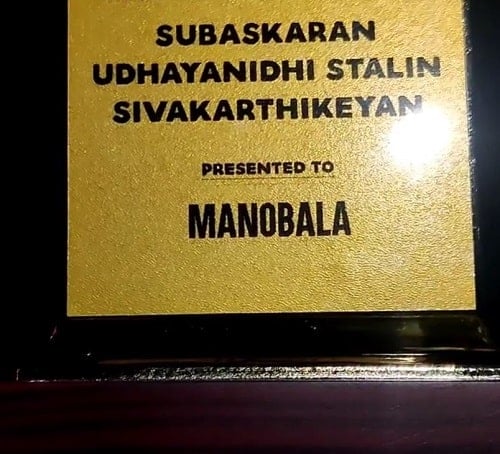 SUBASKARAN
UDHAYANIDHI STALIN
SIVAKARTHIKEYAN
PRESENTED TO
MANOBALA